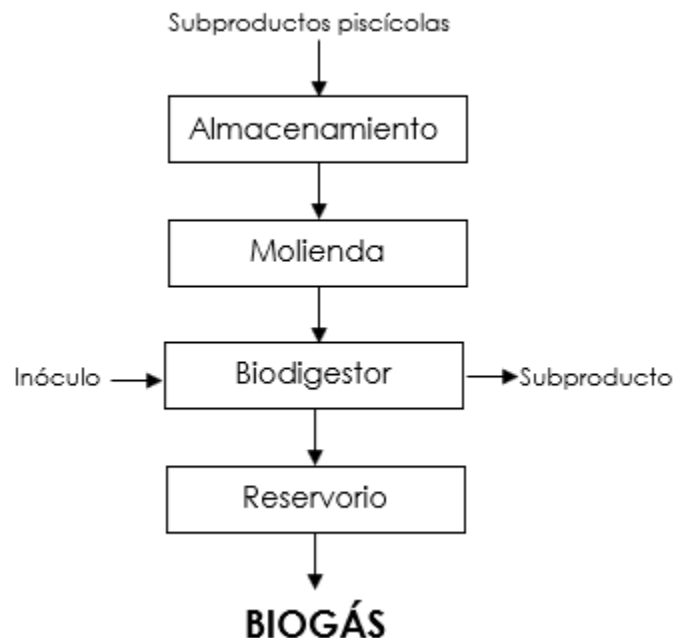 Subproductos piscícolas
Almacenamiento
Molienda
Inóculo
Biodigestor
Subproducto
Reservorio
BIOGÁS